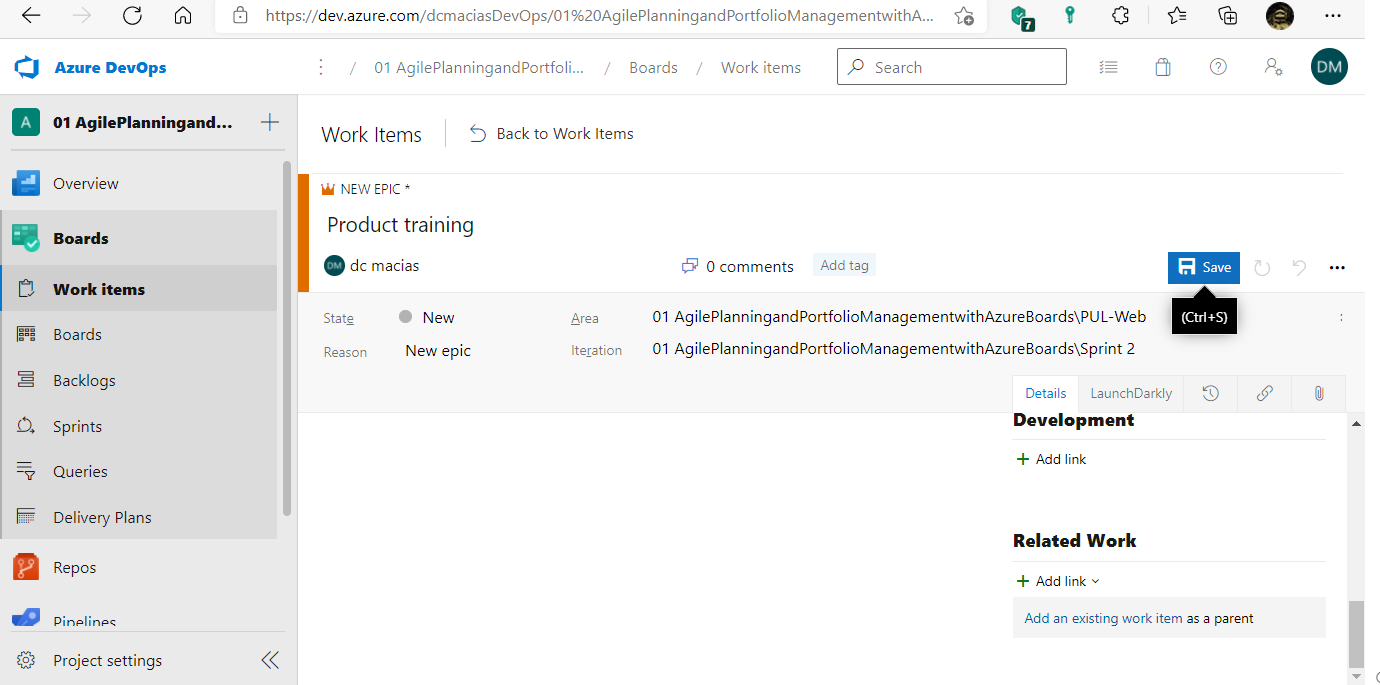 https://dev.azure.com/dcmaciasDevOps/01%20AgilePlanningandPortfolioManagementwithA...
7
Azure DevOps / 01 AgilePlanningandPortfoli... / Boards / Work items
Search
DM
A 01 AgilePlanningand...
Overview
Boards
Work items
Boards
Backlogs
Sprints
Queries
Delivery Plans
Repos
Pipelines
Project settings
Work Items
Back to Work Items
NEW EPIC *
Product training
DM dc macias
0 comments
Add tag
Save
(Ctrl+S)
State New
Area 01 AgilePlanningandPortfolioManagementwithAzureBoards\PUL-Web
Reason New epic
Iteration 01 AgilePlanningandPortfolioManagementwithAzureBoards\Sprint 2
Details
LaunchDarkly
Development
Add link
Related Work
Add link
Add an existing work item as a parent